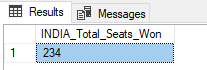 Results Messages
INDIA_Total_Seats_Won
1 234